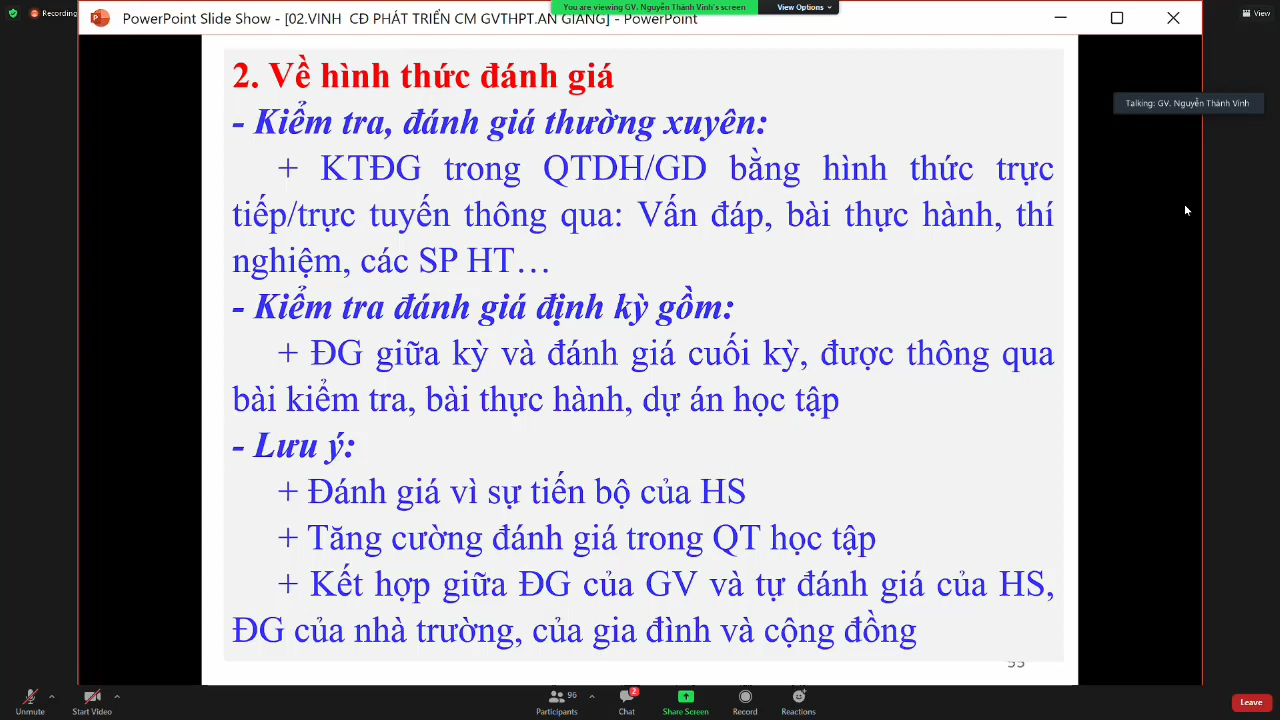 Recording
PowerPoint Slide Show - [02.VINH CĐ PHÁT TRIỂN CM GVTHPT.AN GIANG] - PowerPoint
You are viewing GV. Nguyễn Thành Vinh's screen
View Options
View
Talking: GV. Nguyễn Thành Vinh
2. Về hình thức đánh giá
- Kiểm tra, đánh giá thường xuyên:
+ KTĐG trong QTDH/GD bằng hình thức trực
tiếp/trực tuyến thông qua: Vấn đáp, bài thực hành, thí
nghiệm, các SP HT…
- Kiểm tra đánh giá định kỳ gồm:
+ ĐG giữa kỳ và đánh giá cuối kỳ, được thông qua
bài kiểm tra, bài thực hành, dự án học tập
- Lưu ý:
+ Đánh giá vì sự tiến bộ của HS
+ Tăng cường đánh giá trong QT học tập
+ Kết hợp giữa ĐG của GV và tự đánh giá của HS,
ĐG của nhà trường, của gia đình và cộng đồng
Unmute
Start Video
96
Participants
2
Chat
Share Screen
Record
Reactions
Leave